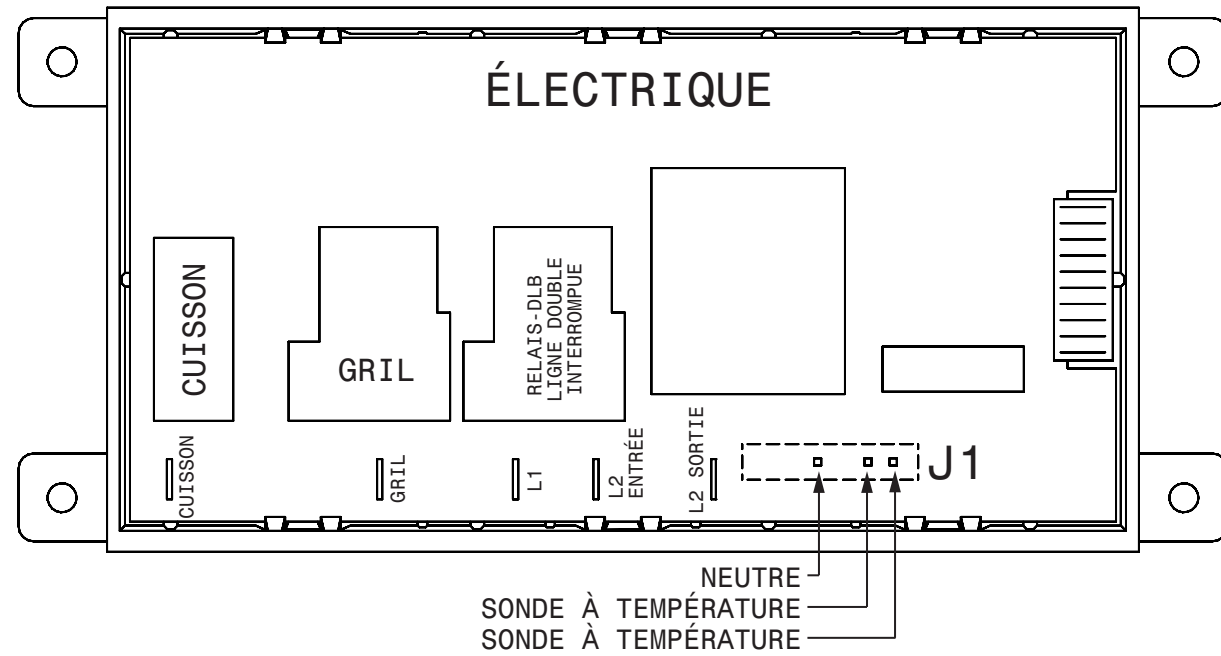 ÉLECTRIQUE
CUISSON
GRIL
RELAIS-DLB
LIGNE DOUBLE
INTERROMPUE
CUISSON
GRIL
L1
L2
ENTRÉE
L2 SORTIE
J1
NEUTRE
SONDE À TEMPÉRATURE
SONDE À TEMPÉRATURE